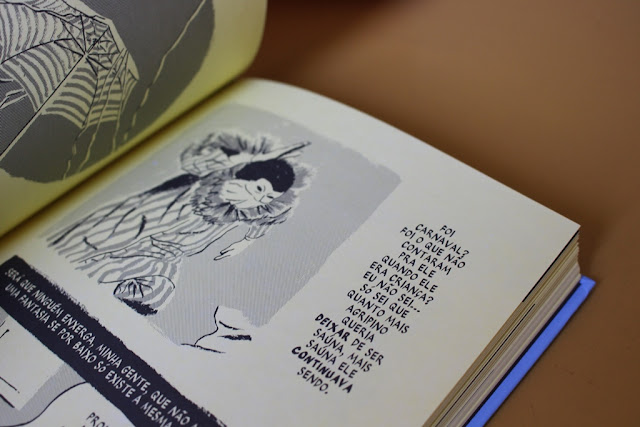 FOI
CARNAVAL?
FOI O QUE NÃO
CONTARAM
PRA ELE
QUANDO ELE
ERA CRIANÇA?
EU NÃO SEI...
SÓ SEI QUE
QUANTO MAIS
AGRIPINO
QUERIA
DEIXAR DE SER
SAÚNA, MAIS
SAÚNA ELE
CONTINUAVA
SENDO.
SERÁ QUE NINGUÉM ENXERGA, MINHA GENTE, QUE NÃO
UMA FANTASIA SE POR BAIXO SÓ EXISTE A MESMA